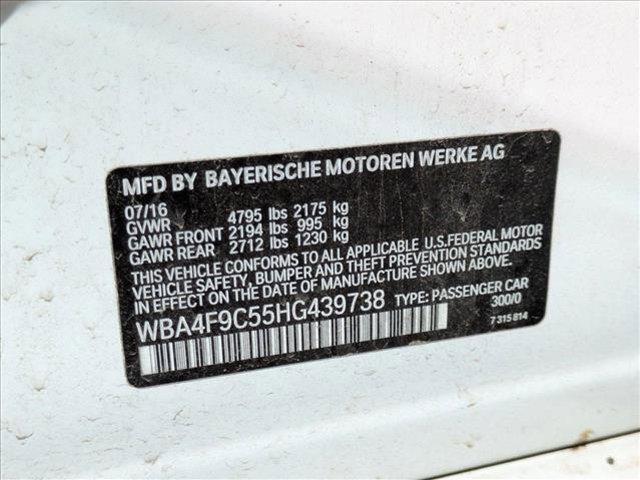 MFD BY BAYERISCHE MOTOREN WERKE AG
07/16
GVWR 4795 lbs 2175 kg
GAWR FRONT 2194 lbs 995 kg
GAWR REAR 2712 lbs 1230 kg
THIS VEHICLE CONFORMS TO ALL APPLICABLE U.S.FEDERAL MOTOR
VEHICLE SAFETY, BUMPER AND THEFT PREVENTION STANDARDS
IN EFFECT ON THE DATE OF MANUFACTURE SHOWN ABOVE.
WBA4F9C55HG439738 TYPE: PASSENGER CAR
300/0
7 315 814